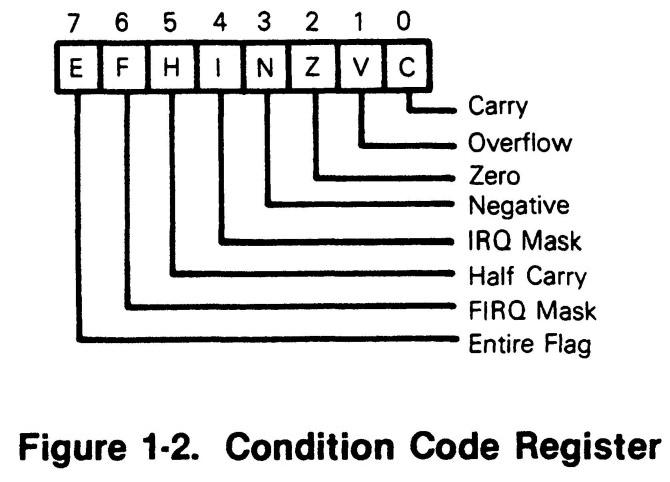 7 6 5 4 3 2 1 0
E F H I N Z V C
Carry
Overflow
Zero
Negative
IRQ Mask
Half Carry
FIRQ Mask
Entire Flag
Figure 1-2. Condition Code Register